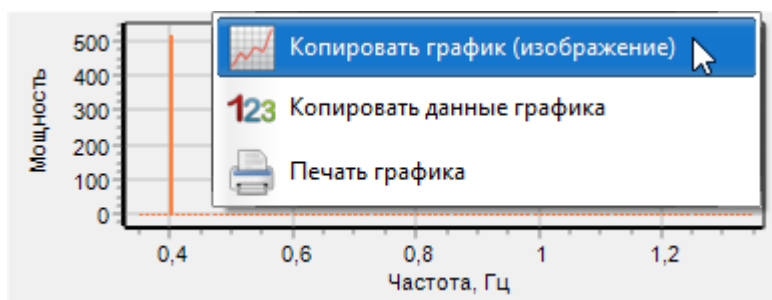 500
400
300
200
100
0
Мощность
Копировать график (изображение)
123 Копировать данные графика
Печать графика
0,4 0,6 0,8 1 1,2
Частота, Гц